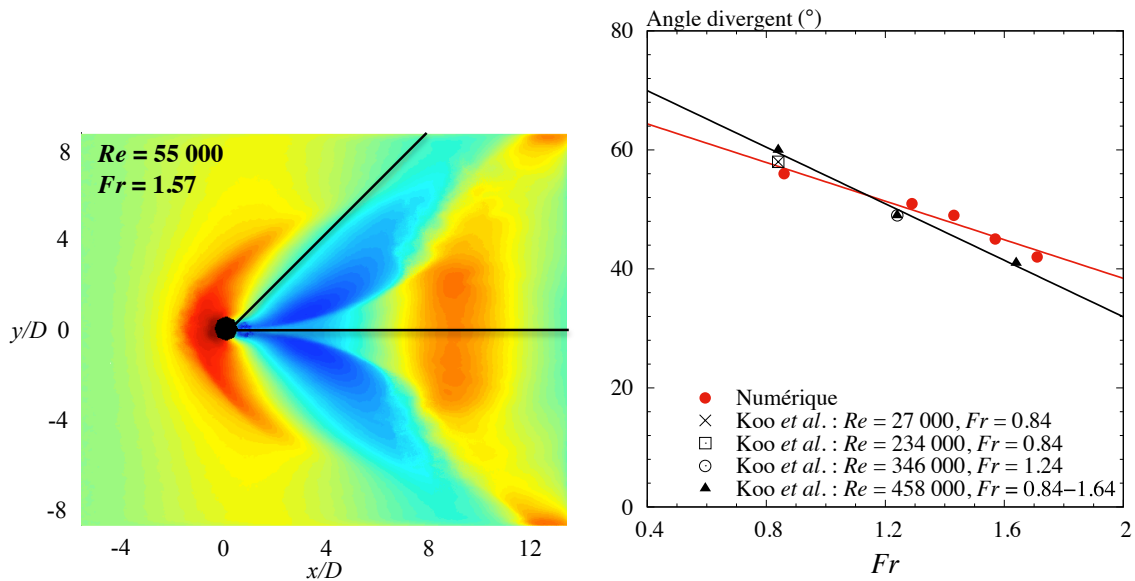 Re = 55 000
Fr = 1.57
8
4
y/D 0
-4
-8
-4 0 4 8 12
x/D
Angle divergent (°)
80
60
40
20
0
Numérique
Koo et al. : Re = 27 000, Fr = 0.84
Koo et al. : Re = 234 000, Fr = 0.84
Koo et al. : Re = 346 000, Fr = 1.24
Koo et al. : Re = 458 000, Fr = 0.84−1.64
0.4 0.8 1.2 1.6 2
Fr